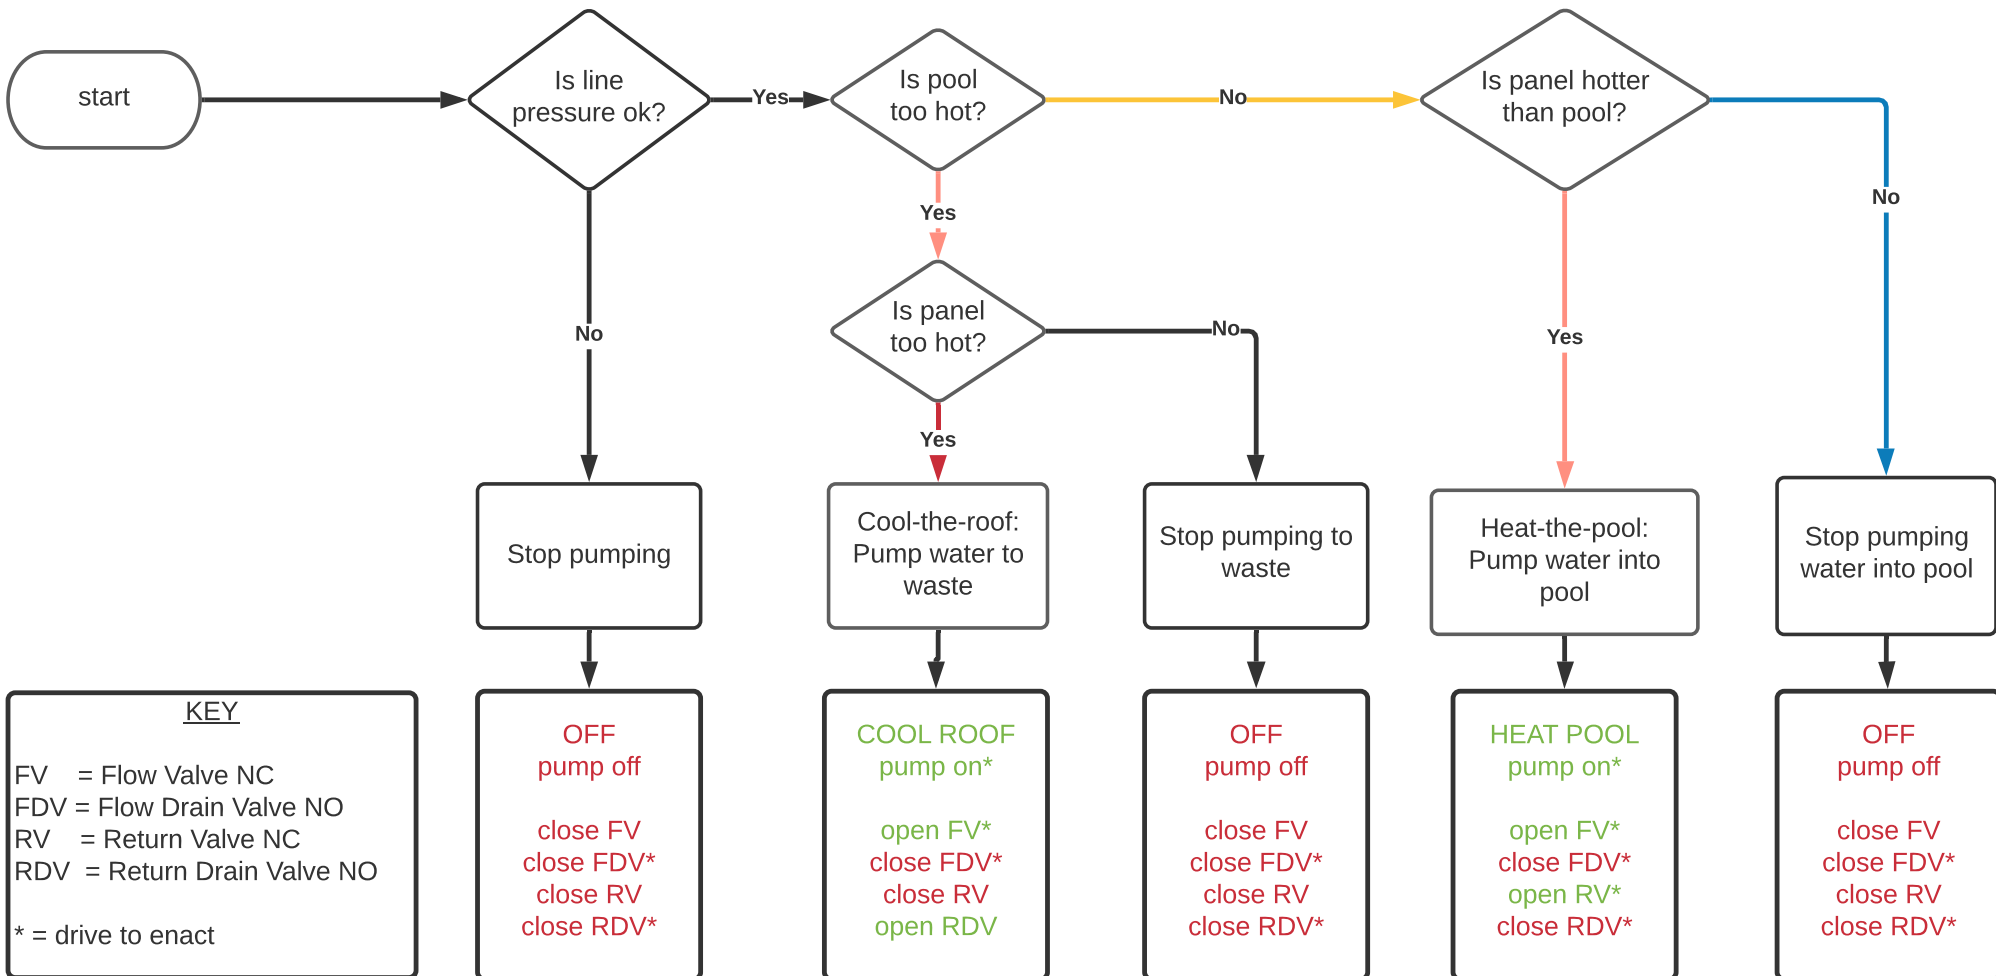 start
Is line
pressure ok?
Yes
Is pool
too hot?
No
Is panel hotter
than pool?
No
Yes
Is panel
too hot?
No
No
Yes
Yes
Stop pumping
Cool-the-roof:
Pump water to
waste
Stop pumping to
waste
Heat-the-pool:
Pump water into
pool
Stop pumping
water into pool
KEY
FV = Flow Valve NC
FDV = Flow Drain Valve NO
RV = Return Valve NC
RDV = Return Drain Valve NO
* = drive to enact
OFF
pump off
close FV
close FDV*
close RV
close RDV*
COOL ROOF
pump on*
open FV*
close FDV*
close RV
open RDV
OFF
pump off
close FV
close FDV*
close RV
close RDV*
HEAT POOL
pump on*
open FV*
close FDV*
open RV*
close RDV*
OFF
pump off
close FV
close FDV*
close RV
close RDV*